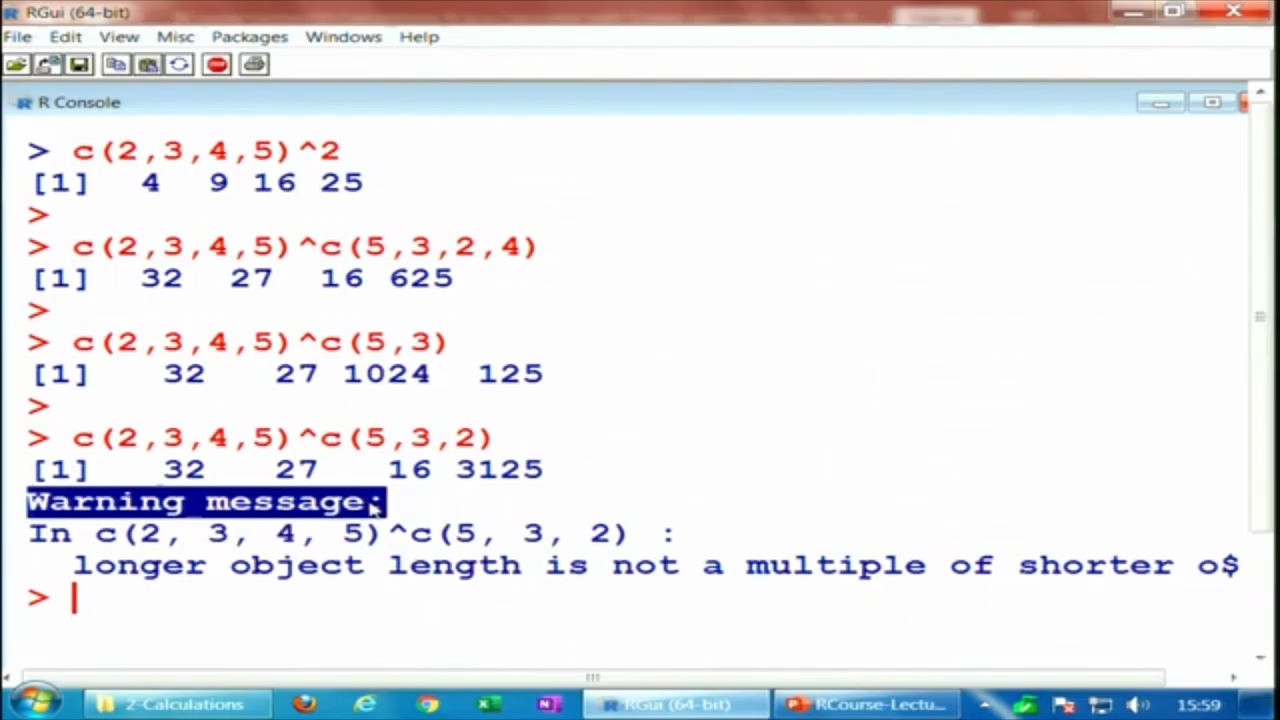 RGui (64-bit)
File Edit View Misc Packages Windows Help
R Console
> c(2,3,4,5)^2
[1]  4  9 16 25
>
> c(2,3,4,5)^c(5,3,2,4)
[1]  32  27  16 625
>
> c(2,3,4,5)^c(5,3)
[1]   32   27 1024  125
>
> c(2,3,4,5)^c(5,3,2)
[1]   32   27   16 3125
Warning message:
In c(2, 3, 4, 5)^c(5, 3, 2) :
  longer object length is not a multiple of shorter o$
>
2-Calculations RGui (64-bit) RCourse-Lectu... 15:59